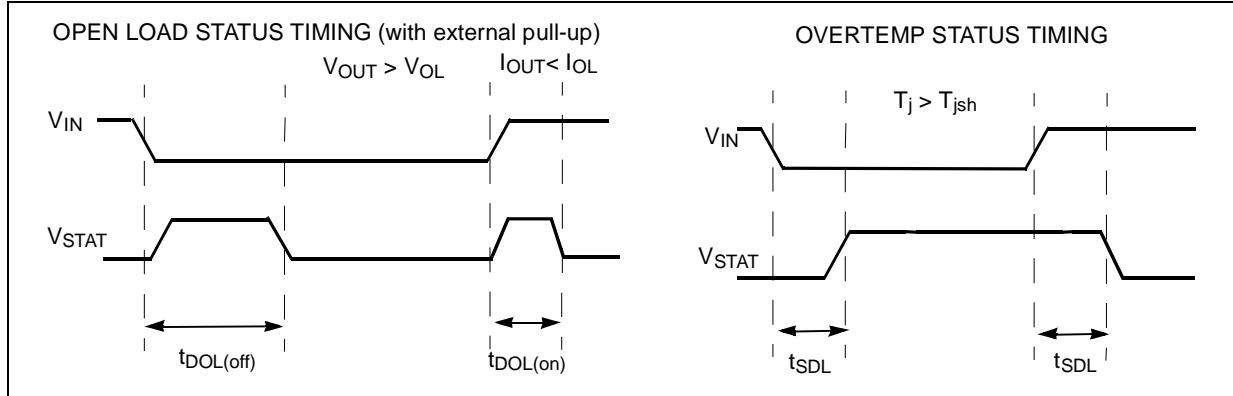 OPEN LOAD STATUS TIMING (with external pull-up)
VOUT > VOL
IOUT< IOL
VIN
VSTAT
tDOL(off)
tDOL(on)
OVERTEMP STATUS TIMING
Tj > Tjsh
VIN
VSTAT
tSDL
tSDL